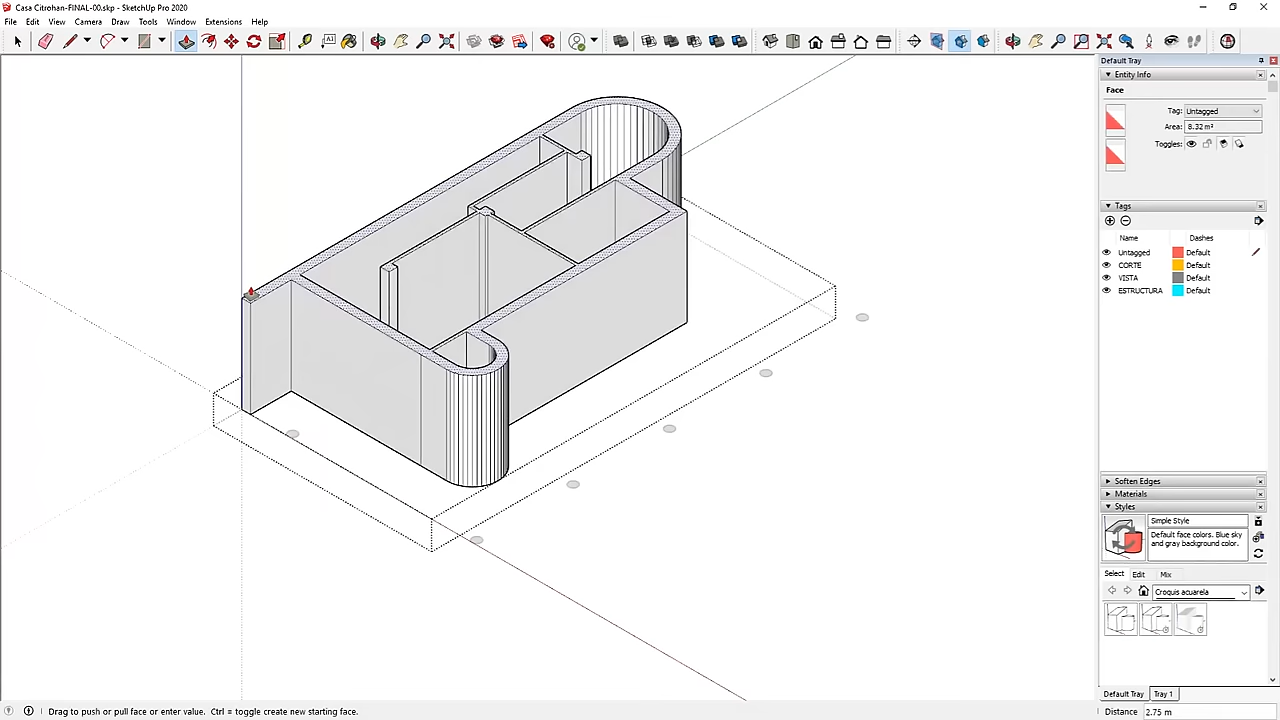 Casa Citrohan-FINAL-00.skp - SketchUp Pro 2020
File Edit View Camera Draw Tools Window Extensions Help
Default Tray
Entity Info
Face
Tag: Untagged
Area: 8.32 m²
Toggles:
Tags
Name Dashes
Untagged Default
CORTE Default
VISTA Default
ESTRUCTURA Default
Soften Edges
Materials
Styles
Simple Style
Default face colors. Blue sky
and gray background color.
Select Edit Mix
Croquis acuarela
Default Tray Tray 1
Drag to push or pull face or enter value. Ctrl = toggle create new starting face.
Distance 2.75 m